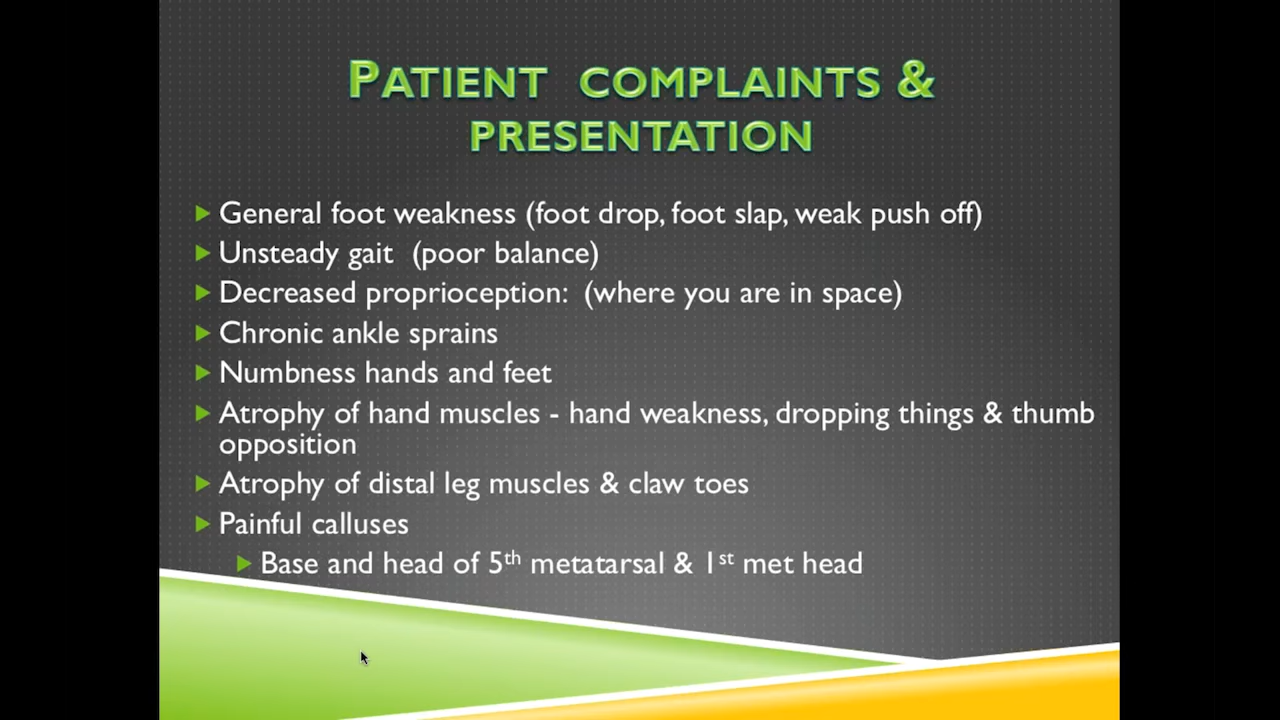 PATIENT COMPLAINTS &
PRESENTATION
General foot weakness (foot drop, foot slap, weak push off)
Unsteady gait (poor balance)
Decreased proprioception: (where you are in space)
Chronic ankle sprains
Numbness hands and feet
Atrophy of hand muscles - hand weakness, dropping things & thumb
opposition
Atrophy of distal leg muscles & claw toes
Painful calluses
Base and head of 5th metatarsal & 1st met head